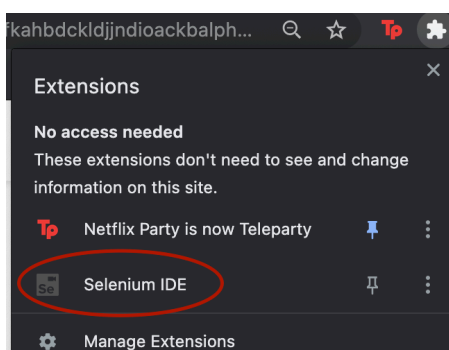 fkahbdckldjjndioackbalph...
Tp
Extensions
No access needed
These extensions don't need to see and change
information on this site.
Tp Netflix Party is now Teleparty
Se Selenium IDE
Manage Extensions